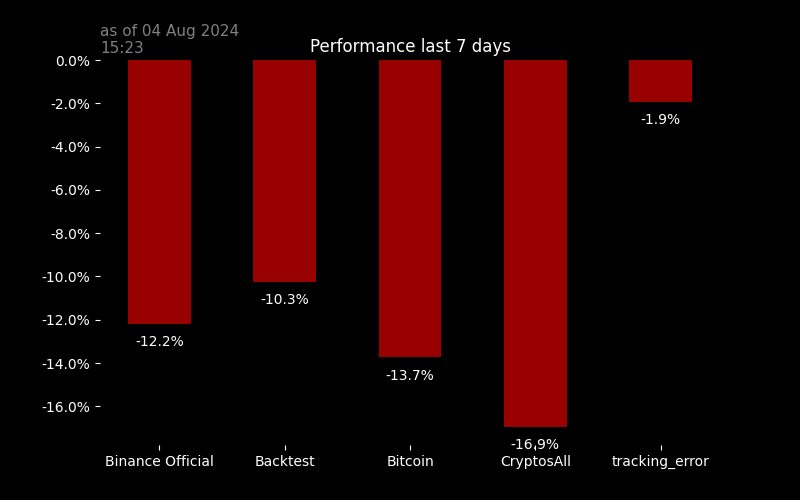 as of 04 Aug 2024
15:23
Performance last 7 days
0.0%
-2.0%
-4.0%
-6.0%
-8.0%
-10.0%
-12.0%
-14.0%
-16.0%
-12.2%
-10.3%
-13.7%
-16.9%
-1.9%
Binance Official
Backtest
Bitcoin
CryptosAll
tracking_error